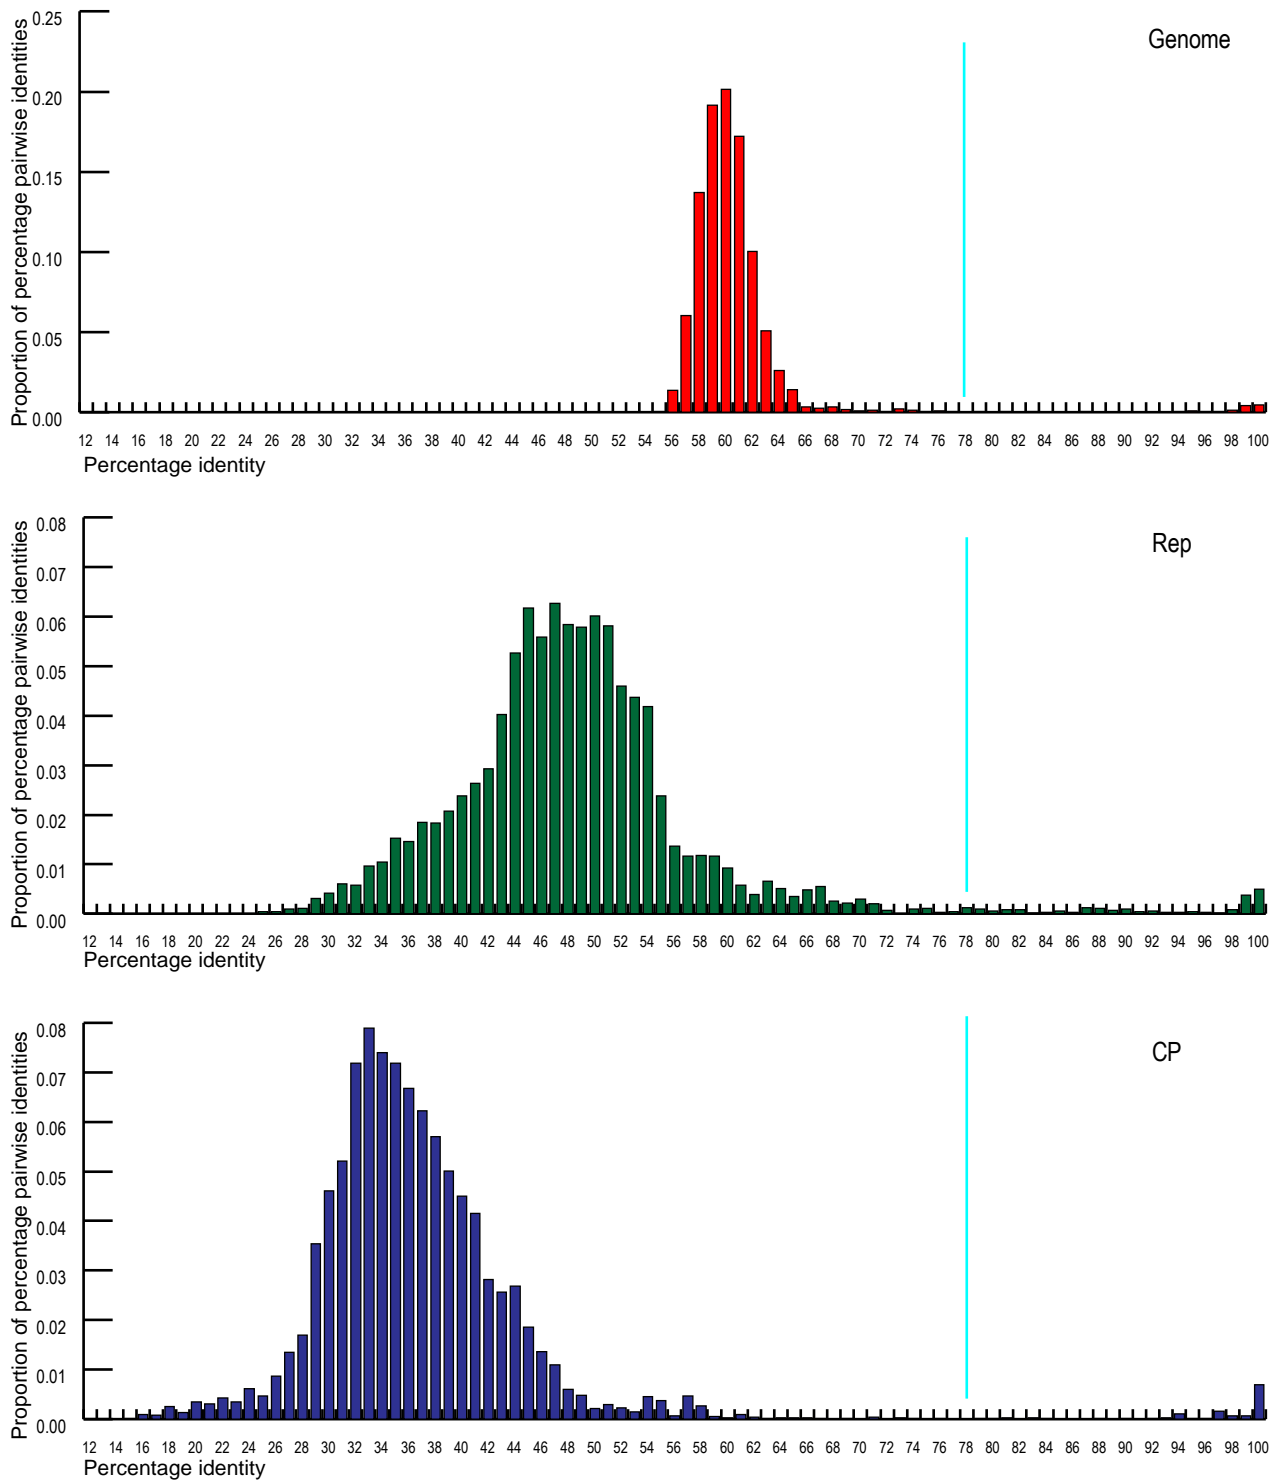 Genome
Proportion of percentage pairwise identities
0.25
0.20
0.15
0.10
0.05
0.00
12 14 16 18 20 22 24 26 28 30 32 34 36 38 40 42 44 46 48 50 52 54 56 58 60 62 64 66 68 70 72 74 76 78 80 82 84 86 88 90 92 94 96 98 100
Percentage identity
Rep
Proportion of percentage pairwise identities
0.08
0.07
0.06
0.05
0.04
0.03
0.02
0.01
0.00
12 14 16 18 20 22 24 26 28 30 32 34 36 38 40 42 44 46 48 50 52 54 56 58 60 62 64 66 68 70 72 74 76 78 80 82 84 86 88 90 92 94 96 98 100
Percentage identity
CP
Proportion of percentage pairwise identities
0.08
0.07
0.06
0.05
0.04
0.03
0.02
0.01
0.00
12 14 16 18 20 22 24 26 28 30 32 34 36 38 40 42 44 46 48 50 52 54 56 58 60 62 64 66 68 70 72 74 76 78 80 82 84 86 88 90 92 94 96 98 100
Percentage identity